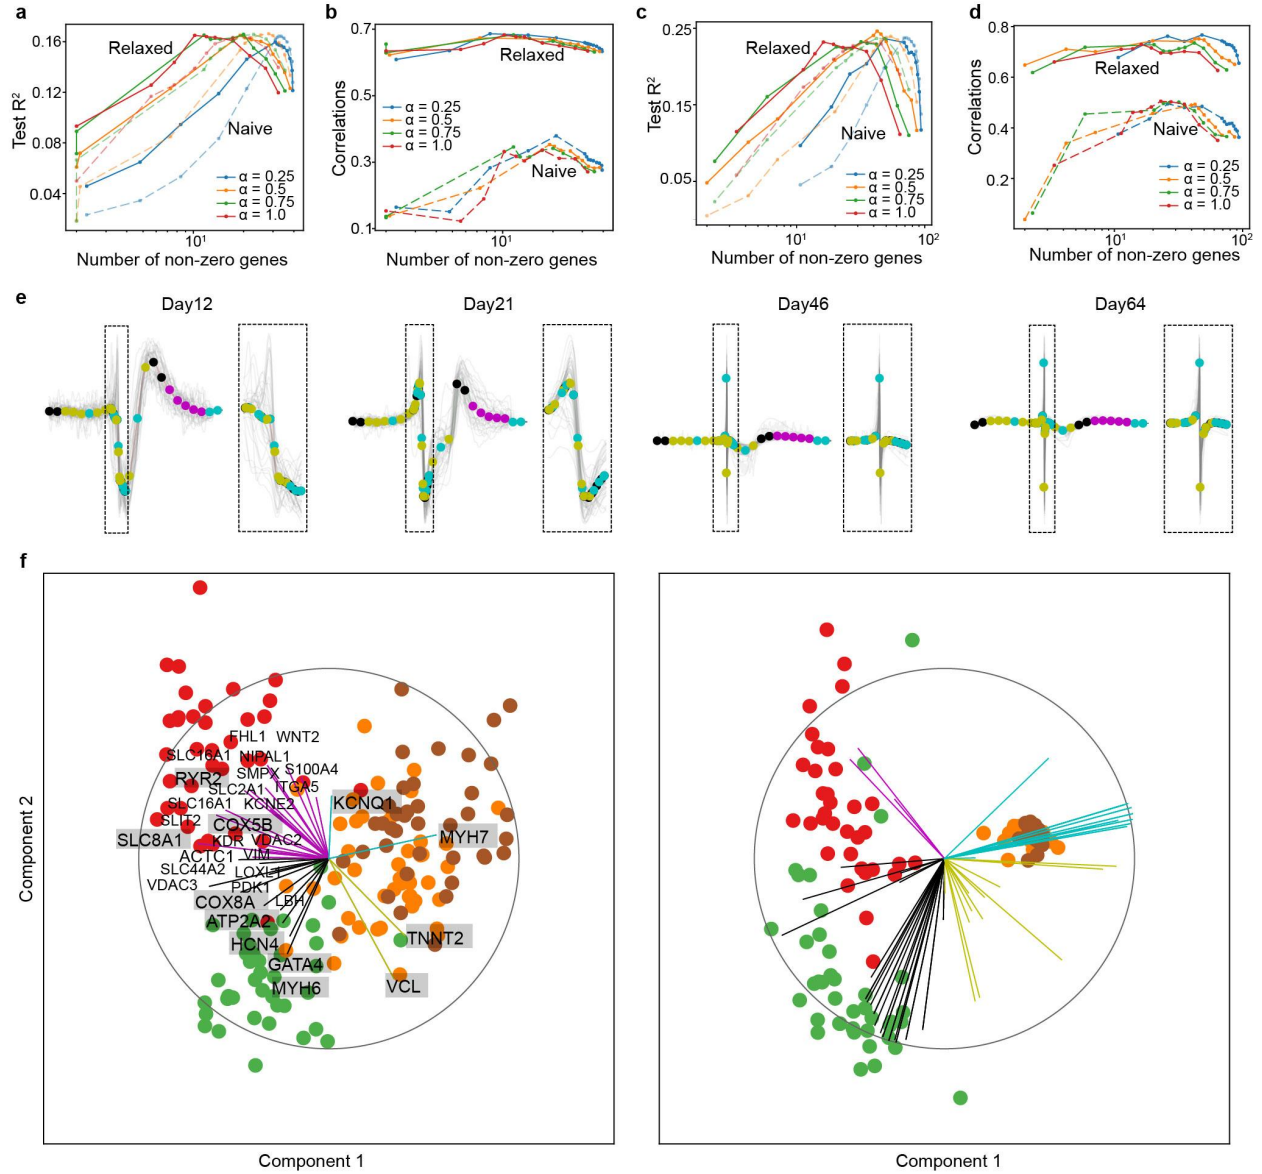 a
0.16
0.12
0.08
0.04
Test R²
Relaxed
Naive
α = 0.25
α = 0.5
α = 0.75
α = 1.0
10¹
Number of non-zero genes
b
0.7
0.5
0.3
0.1
Correlations
Relaxed
α = 0.25
α = 0.5
α = 0.75
α = 1.0
Naive
10¹
Number of non-zero genes
c
0.25
0.15
0.05
Test R²
Relaxed
Naive
α = 0.25
α = 0.5
α = 0.75
α = 1.0
10¹ 10²
Number of non-zero genes
d
0.8
0.6
0.4
0.2
Correlations
Relaxed
Naive
α = 0.25
α = 0.5
α = 0.75
α = 1.0
10¹ 10²
Number of non-zero genes
e
Day12 Day21 Day46 Day64
f
FHL1 WNT2
SLC16A1 NIPAL1
SMPX S100A4
RYR2
SLC2A1 ITGA5
SLC16A1 KCNE2 KCNQ1
SLIT2 COX5B
SLC8A1 KDR VDAC2 MYH7
ACTC1 VIM
SLC44A2 LOXL1
VDAC3 PDK1
COX8A LBH
ATP2A2
HCN4 TNNT2
GATA4
MYH6 VCL
Component 2
Component 1 Component 1